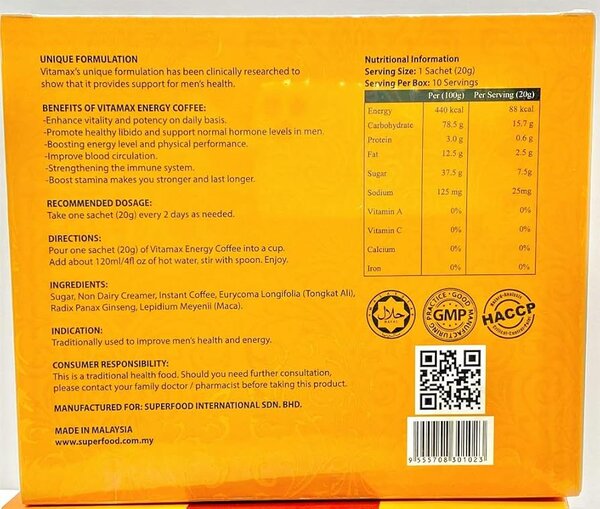 UNIQUE FORMULATION
Vitamax's unique formulation has been clinically researched to
show that it provides support for men's health.
BENEFITS OF VITAMAX ENERGY COFFEE:
-Enhance vitality and potency on daily basis.
-Promote healthy libido and support normal hormone levels in men.
-Boosting energy level and physical performance.
-Improve blood circulation.
-Strengthening the immune system.
-Boost stamina makes you stronger and last longer.
RECOMMENDED DOSAGE:
Take one sachet (20g) every 2 days as needed.
DIRECTIONS:
Pour one sachet (20g) of Vitamax Energy Coffee into a cup.
Add about 120ml/4fl oz of hot water, stir with spoon. Enjoy.
INGREDIENTS:
Sugar, Non Dairy Creamer, Instant Coffee, Eurycoma Longifolia (Tongkat Ali),
Radix Panax Ginseng, Lepidium Meyenii (Maca).
INDICATION:
Traditionally used to improve men's health and energy.
CONSUMER RESPONSIBILITY:
This is a traditional health food. Should you need further consultation,
please contact your family doctor / pharmacist before taking this product.
MANUFACTURED FOR: SUPERFOOD INTERNATIONAL SDN. BHD.
MADE IN MALAYSIA
www.superfood.com.my
Nutritional Information
Serving Size: 1 Sachet (20g)
Serving Per Box: 10 Servings
Per (100g) Per Serving (20g)
Energy 440 kcal 88 kcal
Carbohydrate 78.5 g 15.7 g
Protein 3.0 g 0.6 g
Fat 12.5 g 2.5 g
Sugar 37.5 g 7.5g
Sodium 125 mg 25mg
Vitamin A 0% 0%
Vitamin C 0% 0%
Calcium 0% 0%
Iron 0% 0%
حلال
HALAL
GOOD MANUFACTURING PRACTICE
GMP
HACCP
9 555708 301023